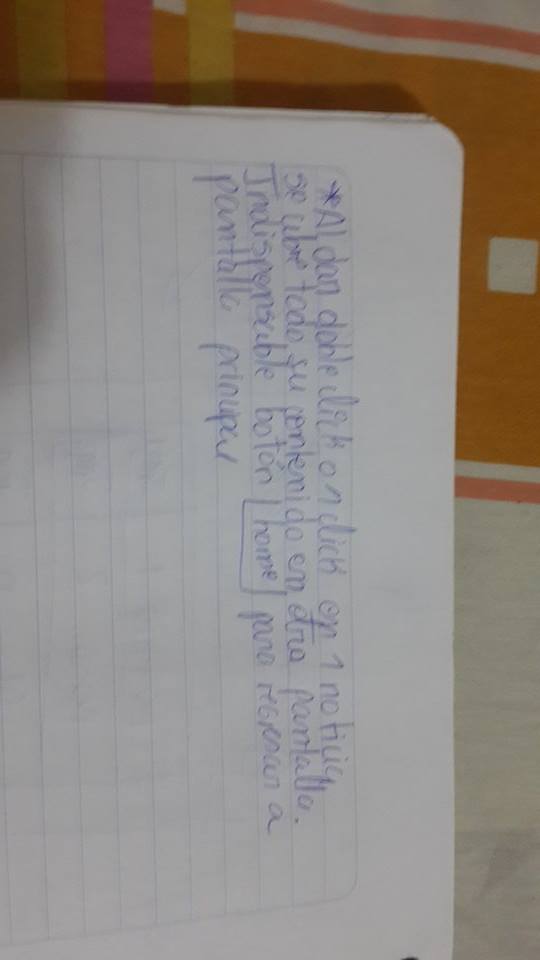 *Al dar doble click o n click en 1 noticia
se abre todo su contenido en otra pantalla.
Indispensable botón home para regresar a
pantalla principal